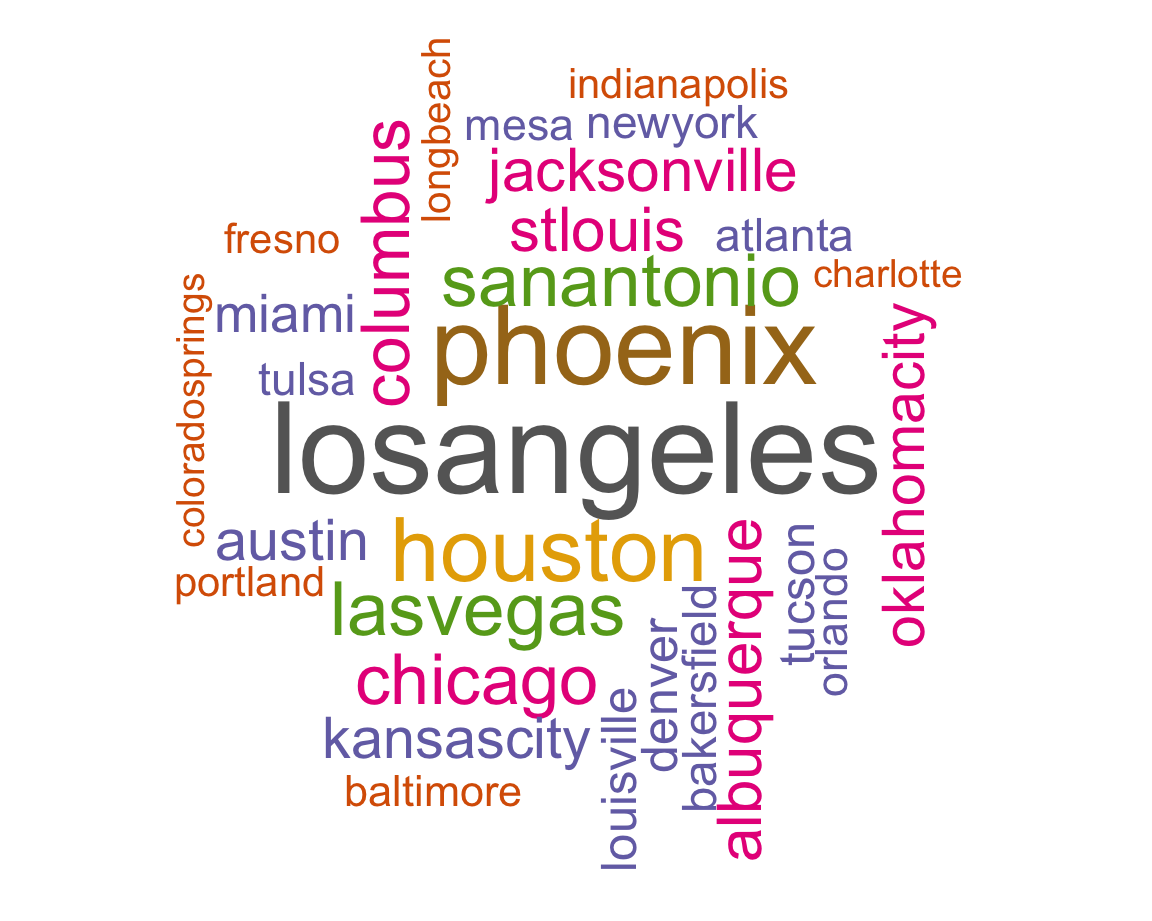 longbeach
indianapolis
mesa
newyork
columbus
jacksonville
fresno
stlouis
atlanta
sanantonio
charlotte
coloradosprings
miami
phoenix
oklahomacity
tulsa
losangeles
austin
houston
albuquerque
tucson
orlando
portland
lasvegas
bakersfield
denver
chicago
louisville
kansascity
baltimore